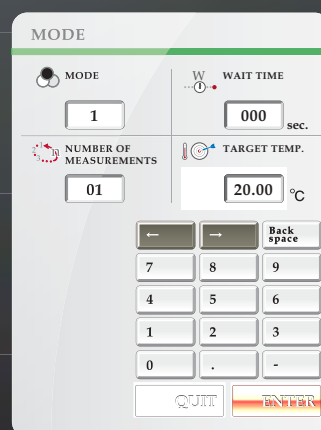 MODE
MODE
1
W
WAIT TIME
000
sec.
NUMBER OF
MEASUREMENTS
01
TARGET TEMP.
20.00
°C
← → Back
space
7 8 9
4 5 6
1 2 3
0 . -
QUIT ENTER